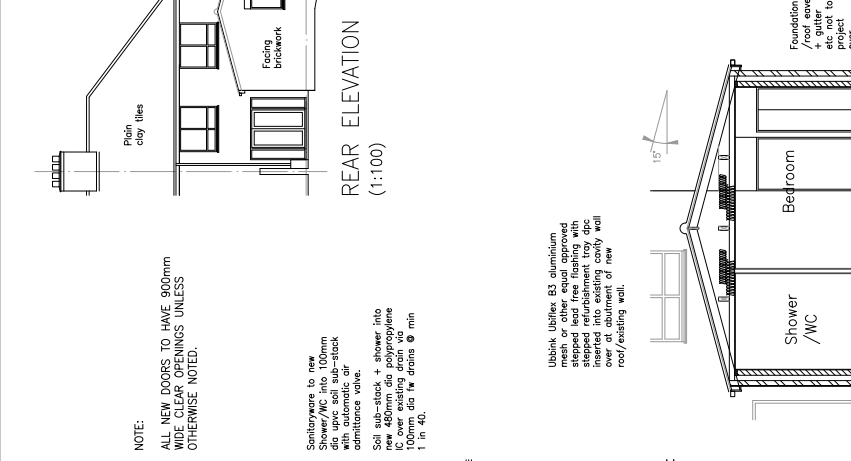 Plain
clay tiles
Facing
brickwork
REAR ELEVATION
(1:100)
NOTE:
ALL NEW DOORS TO HAVE 900mm
WIDE CLEAR OPENINGS UNLESS
OTHERWISE NOTED.
Sanitaryware to new
Shower/WC into 100mm
dia upvc soil sub-stack
with automatic air
admittance valve.
Soil sub-stack + shower into
new 480mm dia polypropylene
IC over existing drain via
100mm dia fw drains @ min
1 in 40.
Ubbink Ubiflex B3 aluminium
mesh or other equal approved
stepped lead free flashing with
stepped refurbishment tray dpc
inserted into existing cavity wall
over at abutment of new
roof/existing wall.
15°
Foundation
/roof eave
+ gutter
etc not to
project
over
Bedroom
Shower
/WC